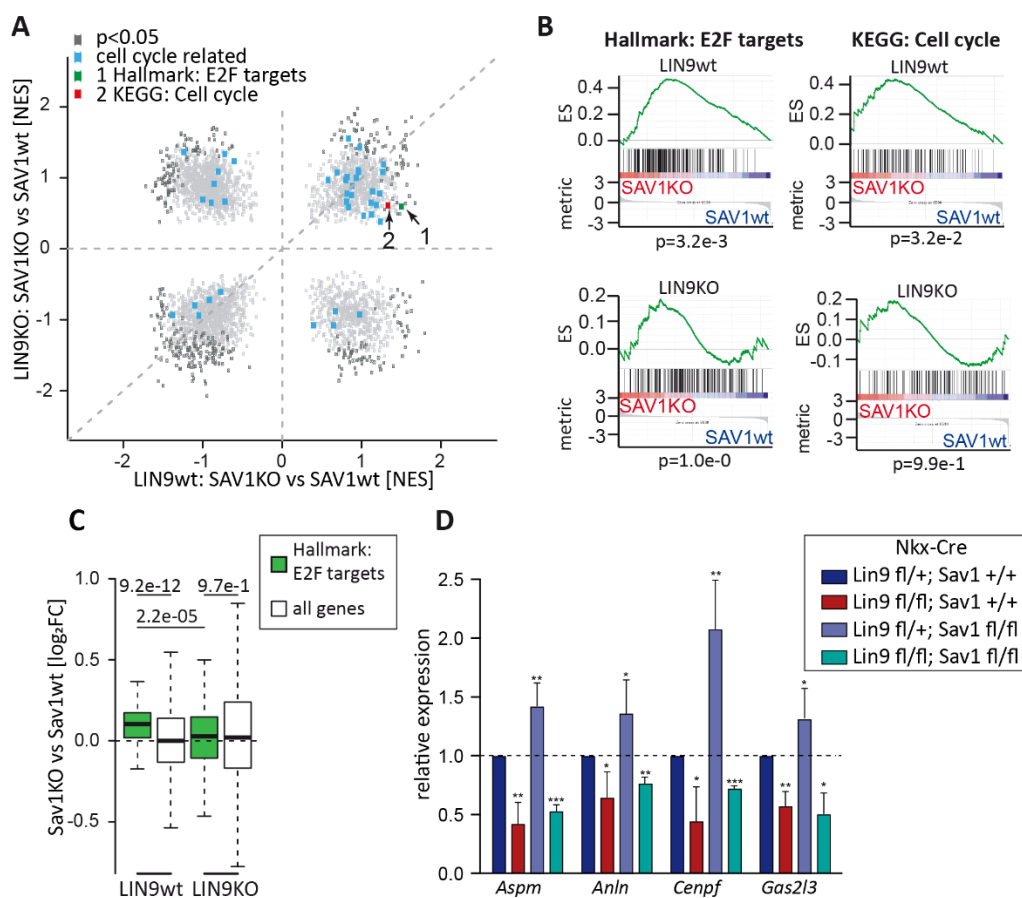 A
p<0.05
cell cycle related
1 Hallmark: E2F targets
2 KEGG: Cell cycle
LIN9KO: SAV1KO vs SAV1wt [NES]
2
1
0
-1
-2
2
1
-2
-1
0
1
2
LIN9wt: SAV1KO vs SAV1wt [NES]
B
Hallmark: E2F targets
KEGG: Cell cycle
LIN9wt
ES
0.4
0.2
0.0
metric
3
0
-3
SAV1KO
SAV1wt
p=3.2e-3
LIN9wt
ES
0.4
0.2
0.0
metric
3
0
-3
SAV1KO
SAV1wt
p=3.2e-2
LIN9KO
ES
0.2
0.1
0.0
metric
3
0
-3
SAV1KO
SAV1wt
p=1.0e-0
LIN9KO
ES
0.2
0.1
0.0
-0.1
metric
3
0
-3
SAV1KO
SAV1wt
p=9.9e-1
C
Hallmark:
E2F targets
all genes
Sav1KO vs Sav1wt [log₂FC]
1.0
0.5
0.0
-0.5
9.2e-12
9.7e-1
2.2e-05
LIN9wt
LIN9KO
D
Nkx-Cre
Lin9 fl/+; Sav1 +/+
Lin9 fl/fl; Sav1 +/+
Lin9 fl/+; Sav1 fl/fl
Lin9 fl/fl; Sav1 fl/fl
relative expression
2.5
2.0
1.5
1.0
0.5
0.0
** ** ***
* * **
* ** ***
** * *
Aspm
Anln
Cenpf
Gas2l3